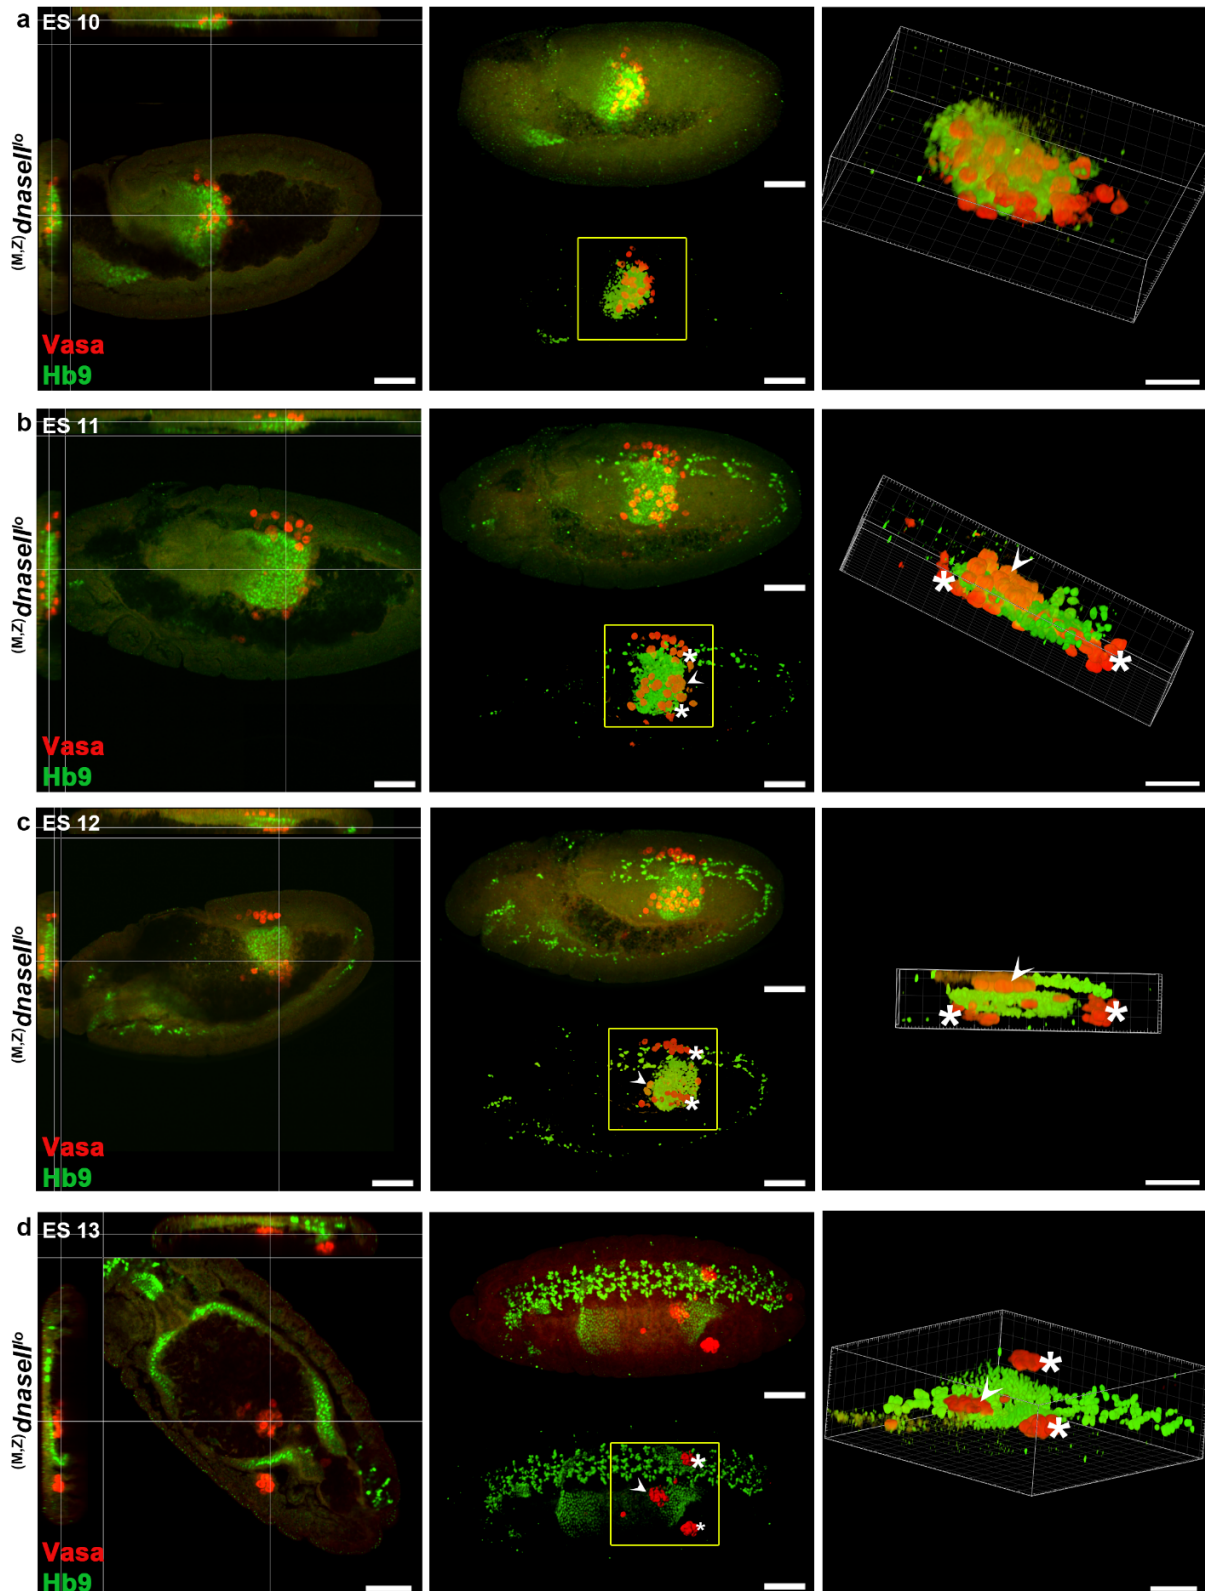 a
ES 10
(M,Z)dnaseIIlo
Vasa
Hb9
b
ES 11
(M,Z)dnaseIIlo
Vasa
Hb9
*
*
*
*
c
ES 12
(M,Z)dnaseIIlo
Vasa
Hb9
*
*
*
*
d
ES 13
(M,Z)dnaseIIlo
Vasa
Hb9
*
*
*
*